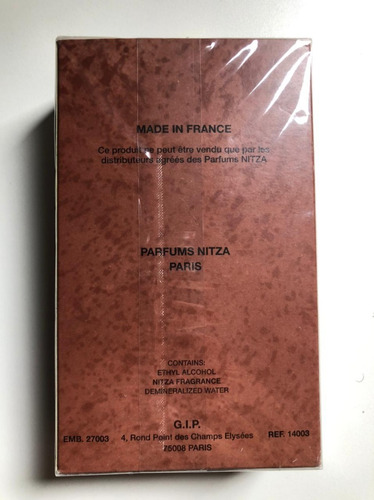 MADE IN FRANCE
Ce produit ne peut être vendu que par les
distributeurs agréés des Parfums NITZA
PARFUMS NITZA
PARIS
CONTAINS:
ETHYL ALCOHOL
NITZA FRAGRANCE
DEMINERALIZED WATER
G.I.P.
EMB. 27003 4, Rond Point des Champs Elysées REF. 14003
75008 PARIS